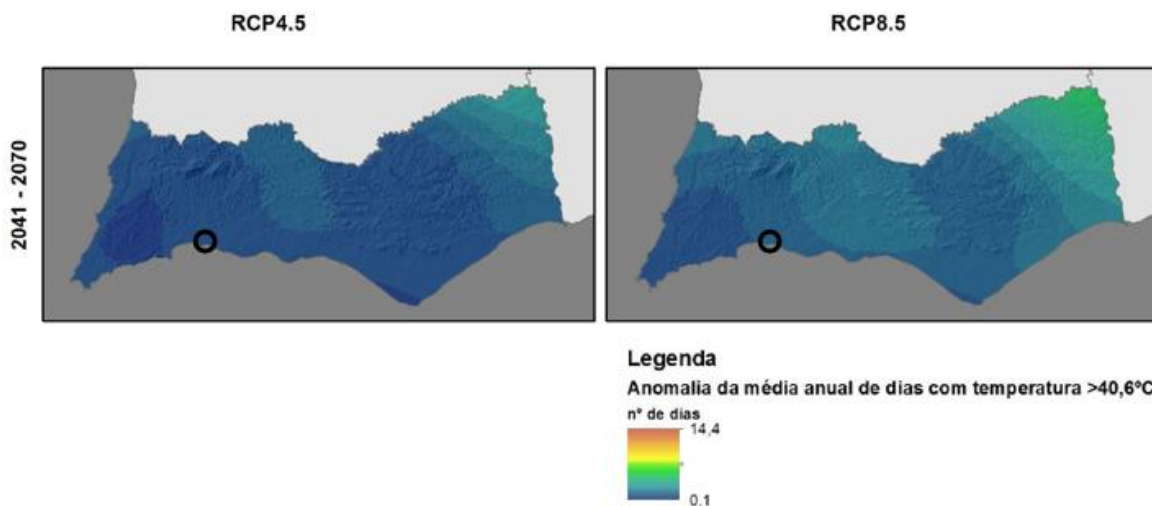 RCP4.5
RCP8.5
2041 - 2070
Legenda
Anomalia da média anual de dias com temperatura >40,6ºC
nº de dias
14,4
0,1